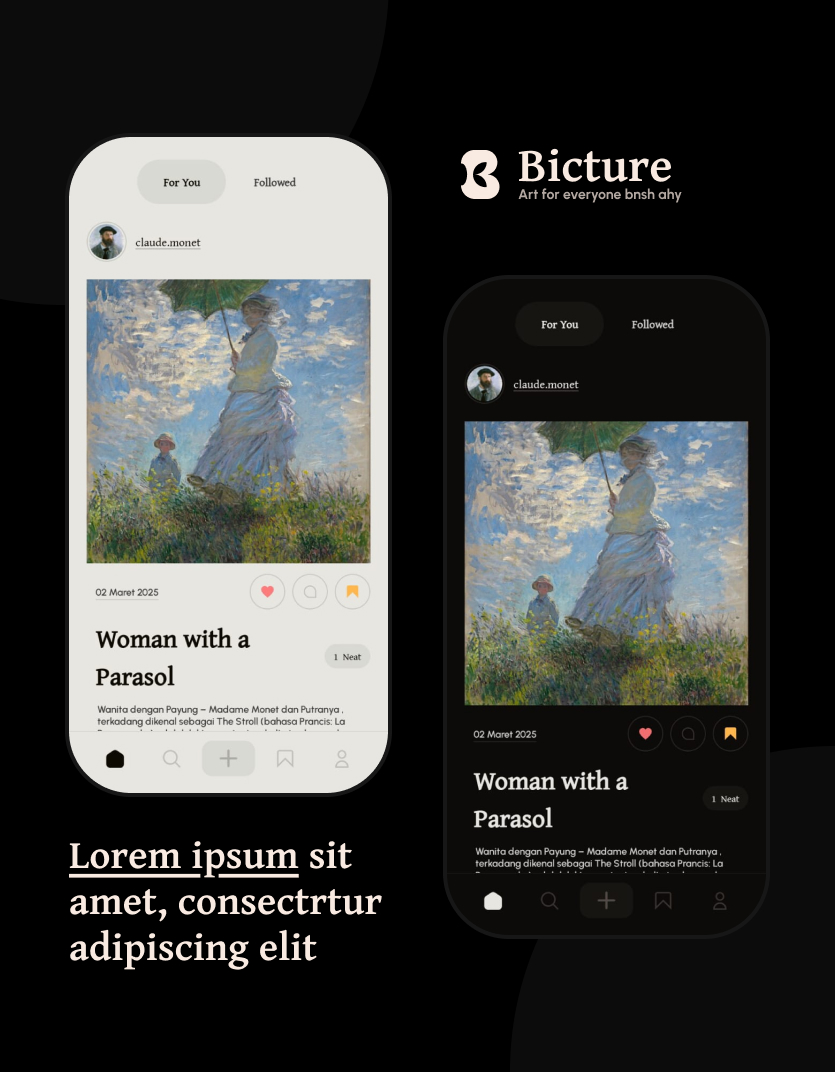 For You
Followed
claude.monet
02 Maret 2025
Woman with a
Parasol
1 Neat
Wanita dengan Payung – Madame Monet dan Putranya ,
terkadang dikenal sebagai The Stroll (bahasa Prancis: La
Lorem ipsum sit
amet, consectrtur
adipiscing elit
Bicture
Art for everyone bnsh ahy
For You
Followed
claude.monet
02 Maret 2025
Woman with a
Parasol
1 Neat
Wanita dengan Payung – Madame Monet dan Putranya ,
terkadang dikenal sebagai The Stroll (bahasa Prancis: La